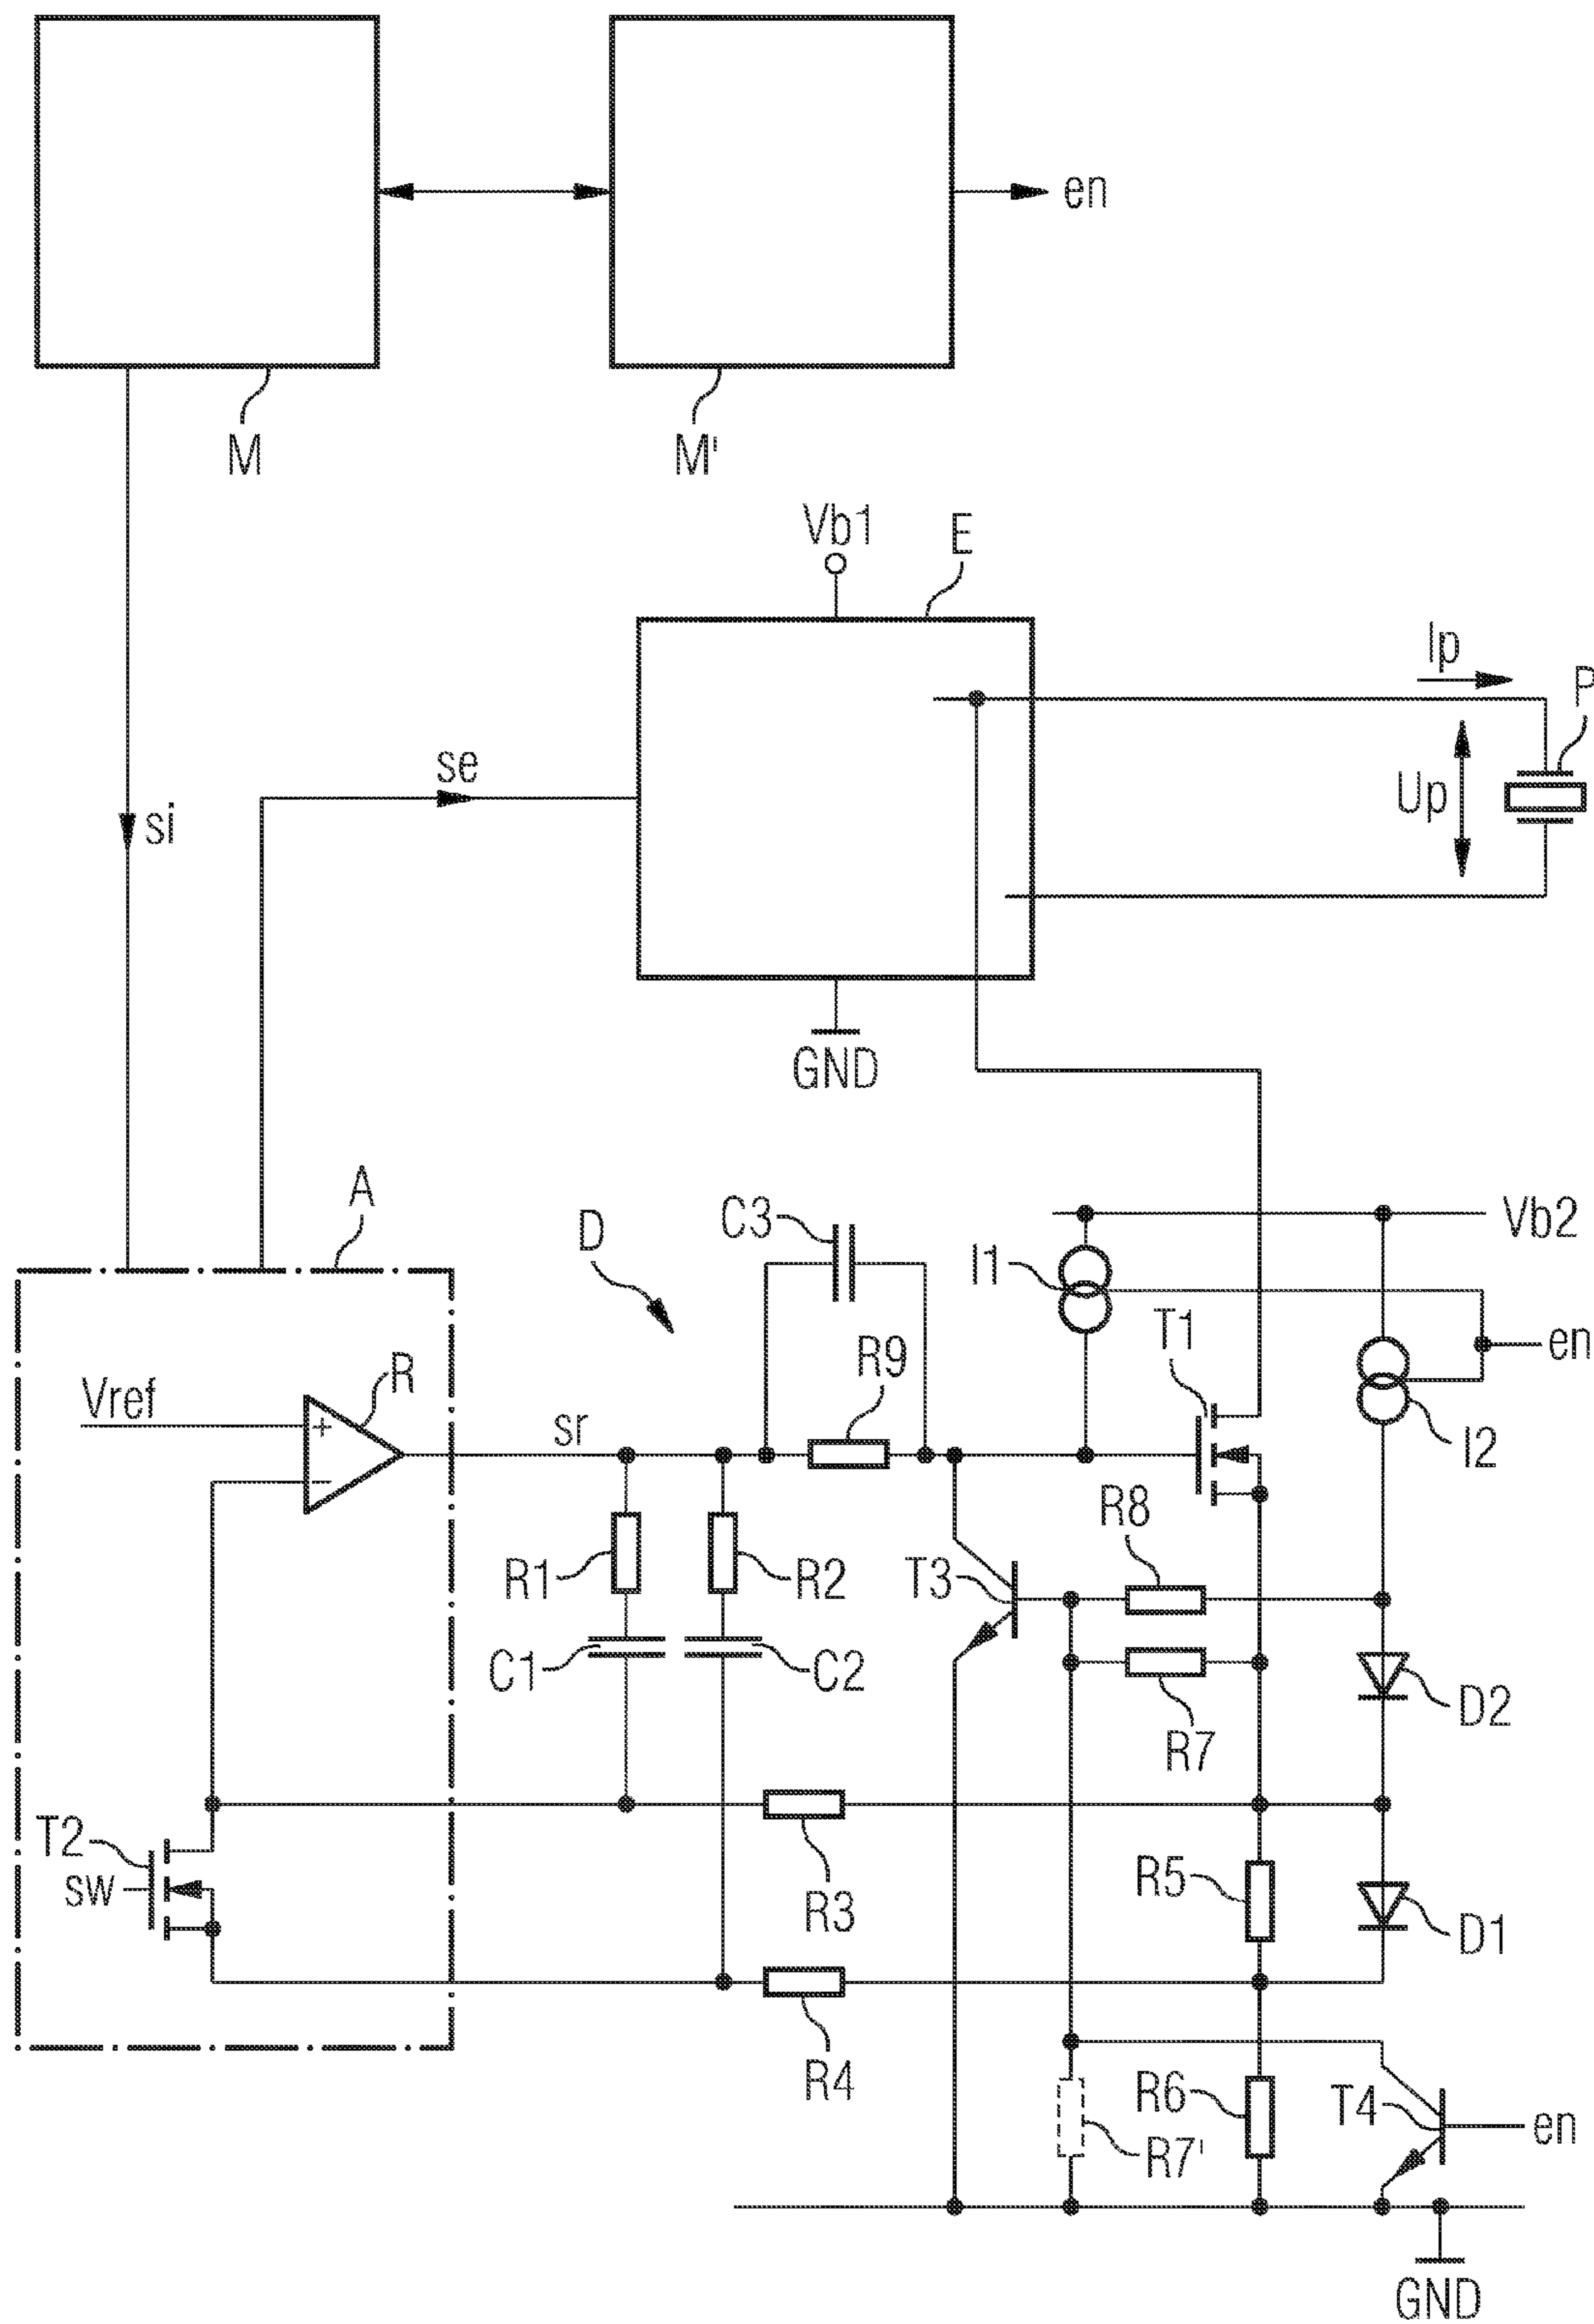 en
M
M'
Vb1
E
Ip
P
se
Up
si
GND
A
D
C3
Vb2
I1
T1
en
R9
Vref
R
+
sr
−
I2
R8
R1
R2
T3
C1
C2
D2
R7
T2
sw
R5
R3
D1
R4
R6
T4
en
R7'
GND